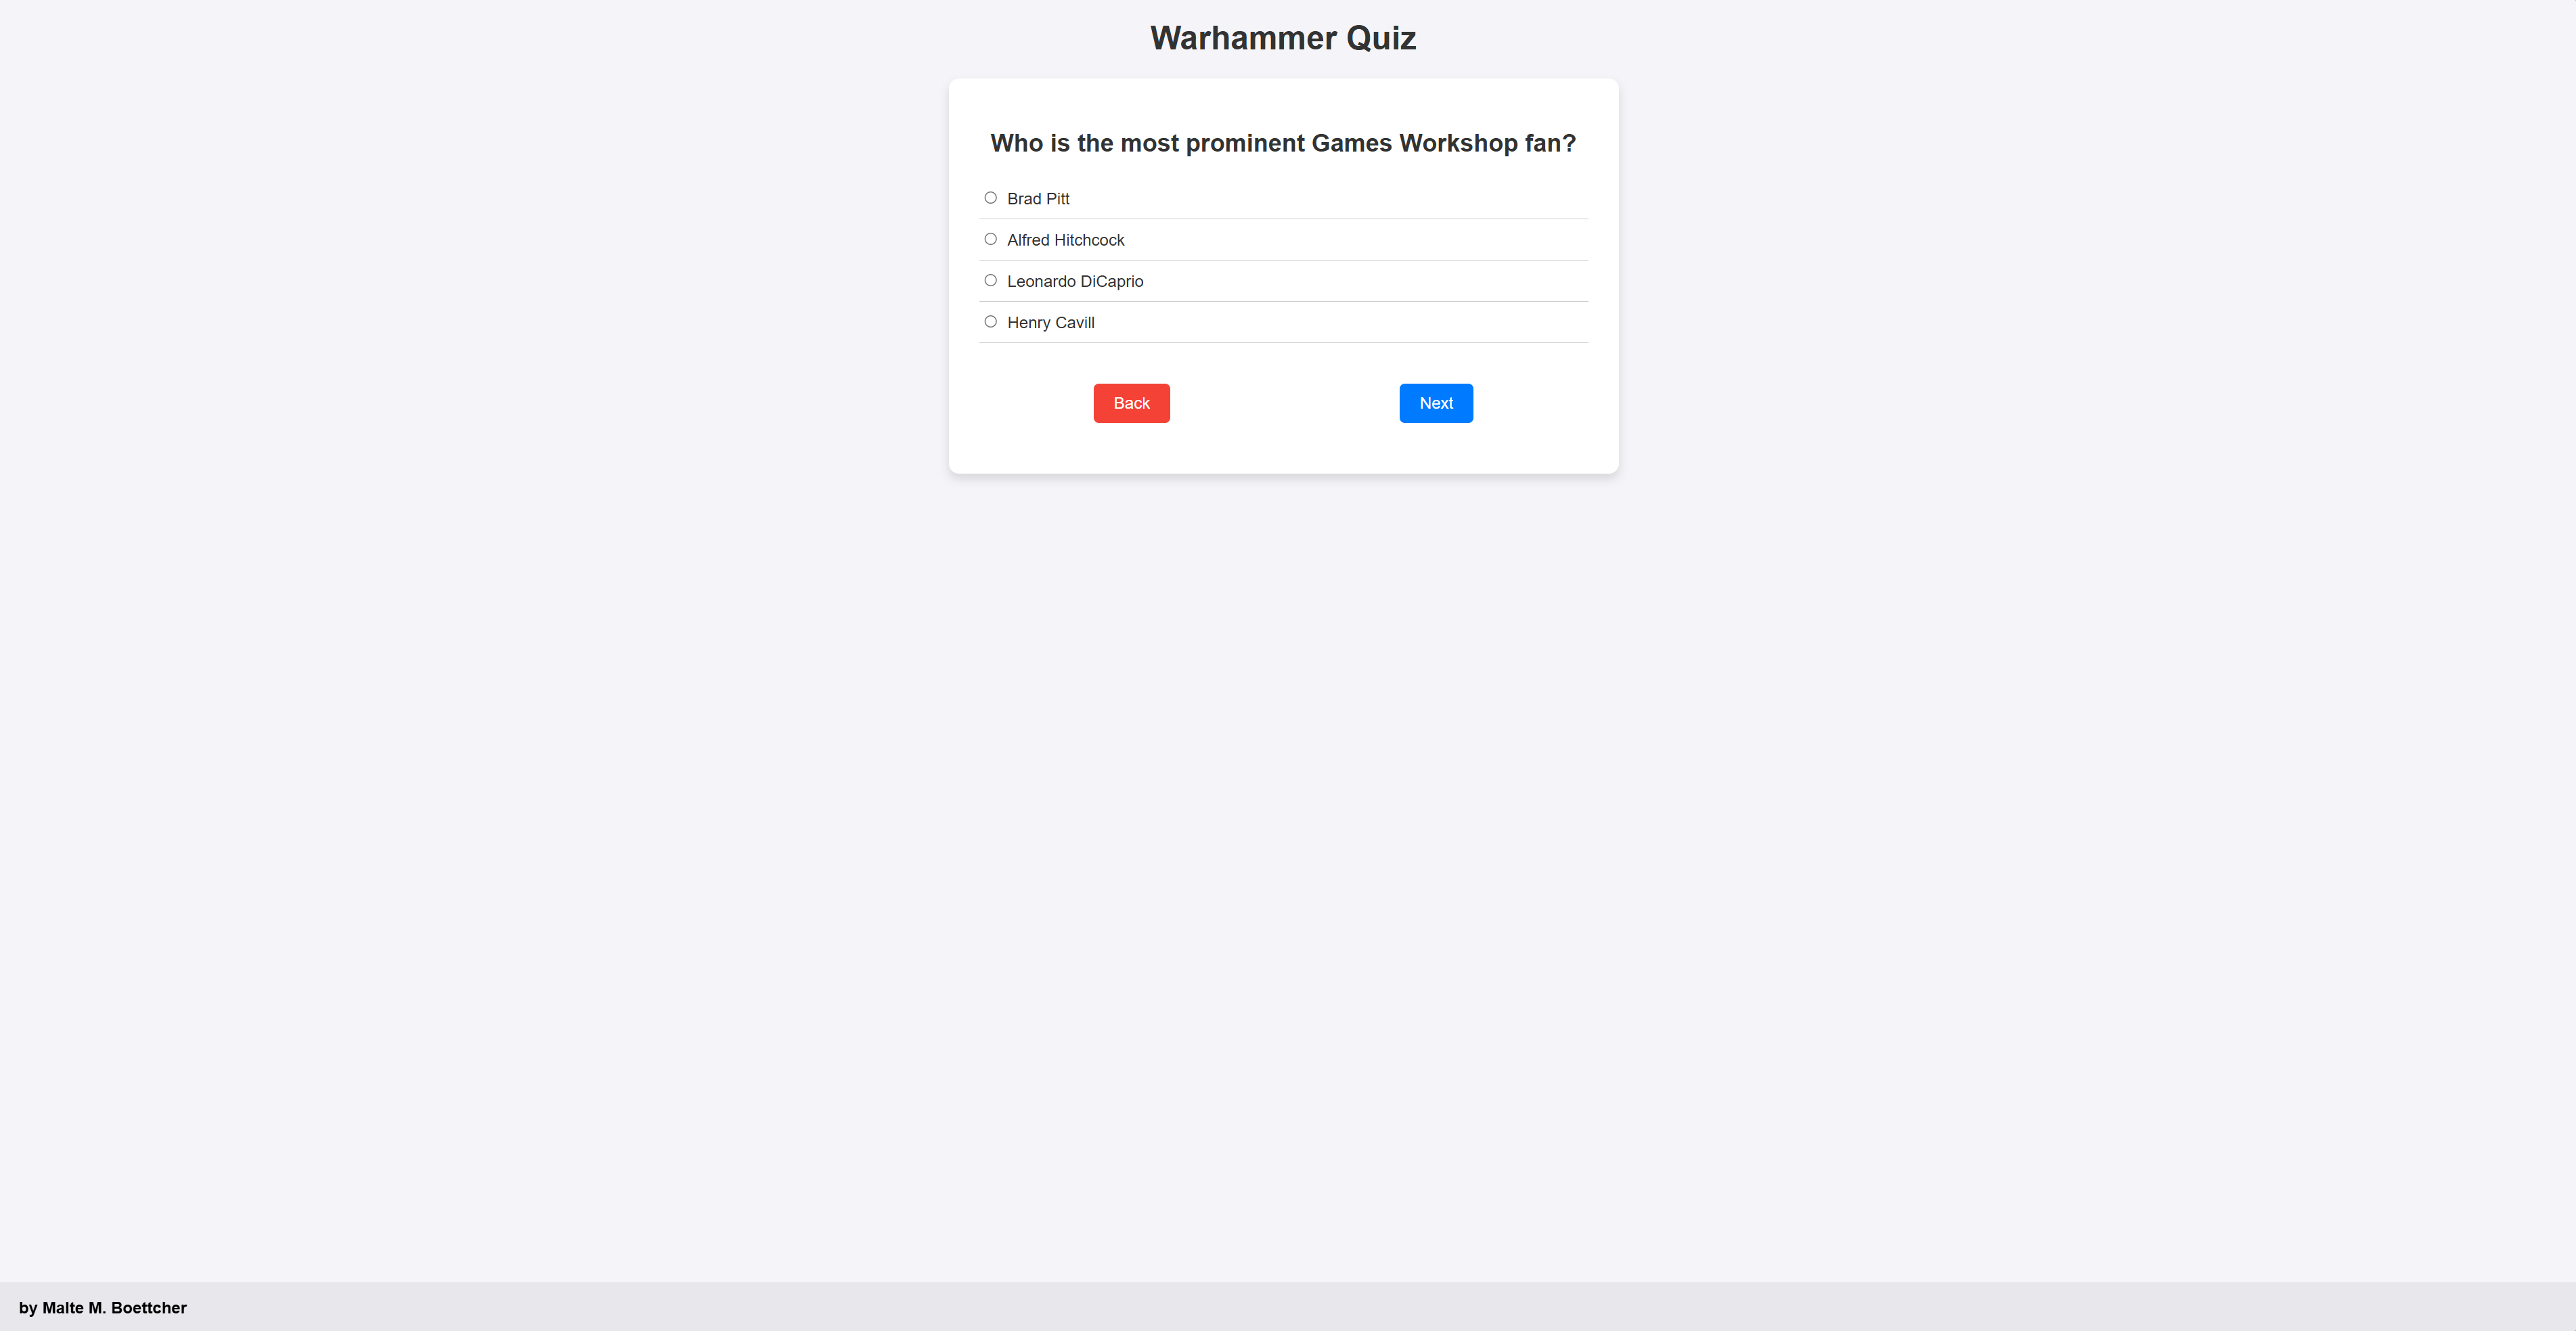 Warhammer Quiz
Who is the most prominent Games Workshop fan?
Brad Pitt
Alfred Hitchcock
Leonardo DiCaprio
Henry Cavill
Back
Next
by Malte M. Boettcher